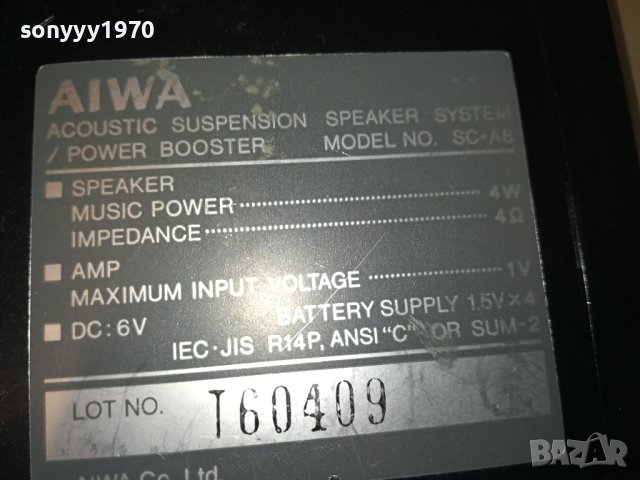 sonyyy1970
AIWA
ACOUSTIC SUSPENSION SPEAKER SYSTEM
/ POWER BOOSTER MODEL NO. SC-A8
SPEAKER
MUSIC POWER 4W
IMPEDANCE 4Ω
AMP
MAXIMUM INPUT VOLTAGE 1V
DC: 6V BATTERY SUPPLY 1.5V×4
IEC·JIS R14P, ANSI "C" OR SUM-2
LOT NO. T60409
AIWA Co., Ltd.
BAZAR